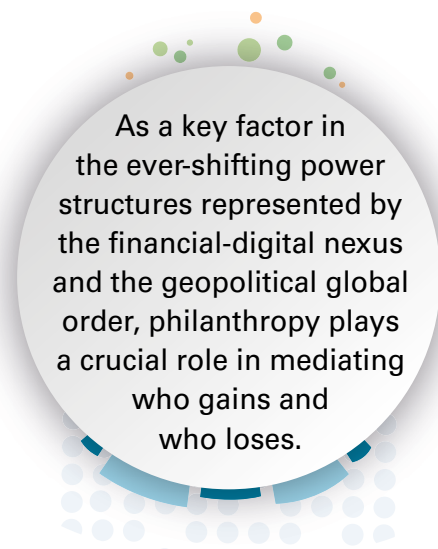 As a key factor in
the ever-shifting power
structures represented by
the financial-digital nexus
and the geopolitical global
order, philanthropy plays
a crucial role in mediating
who gains and
who loses.